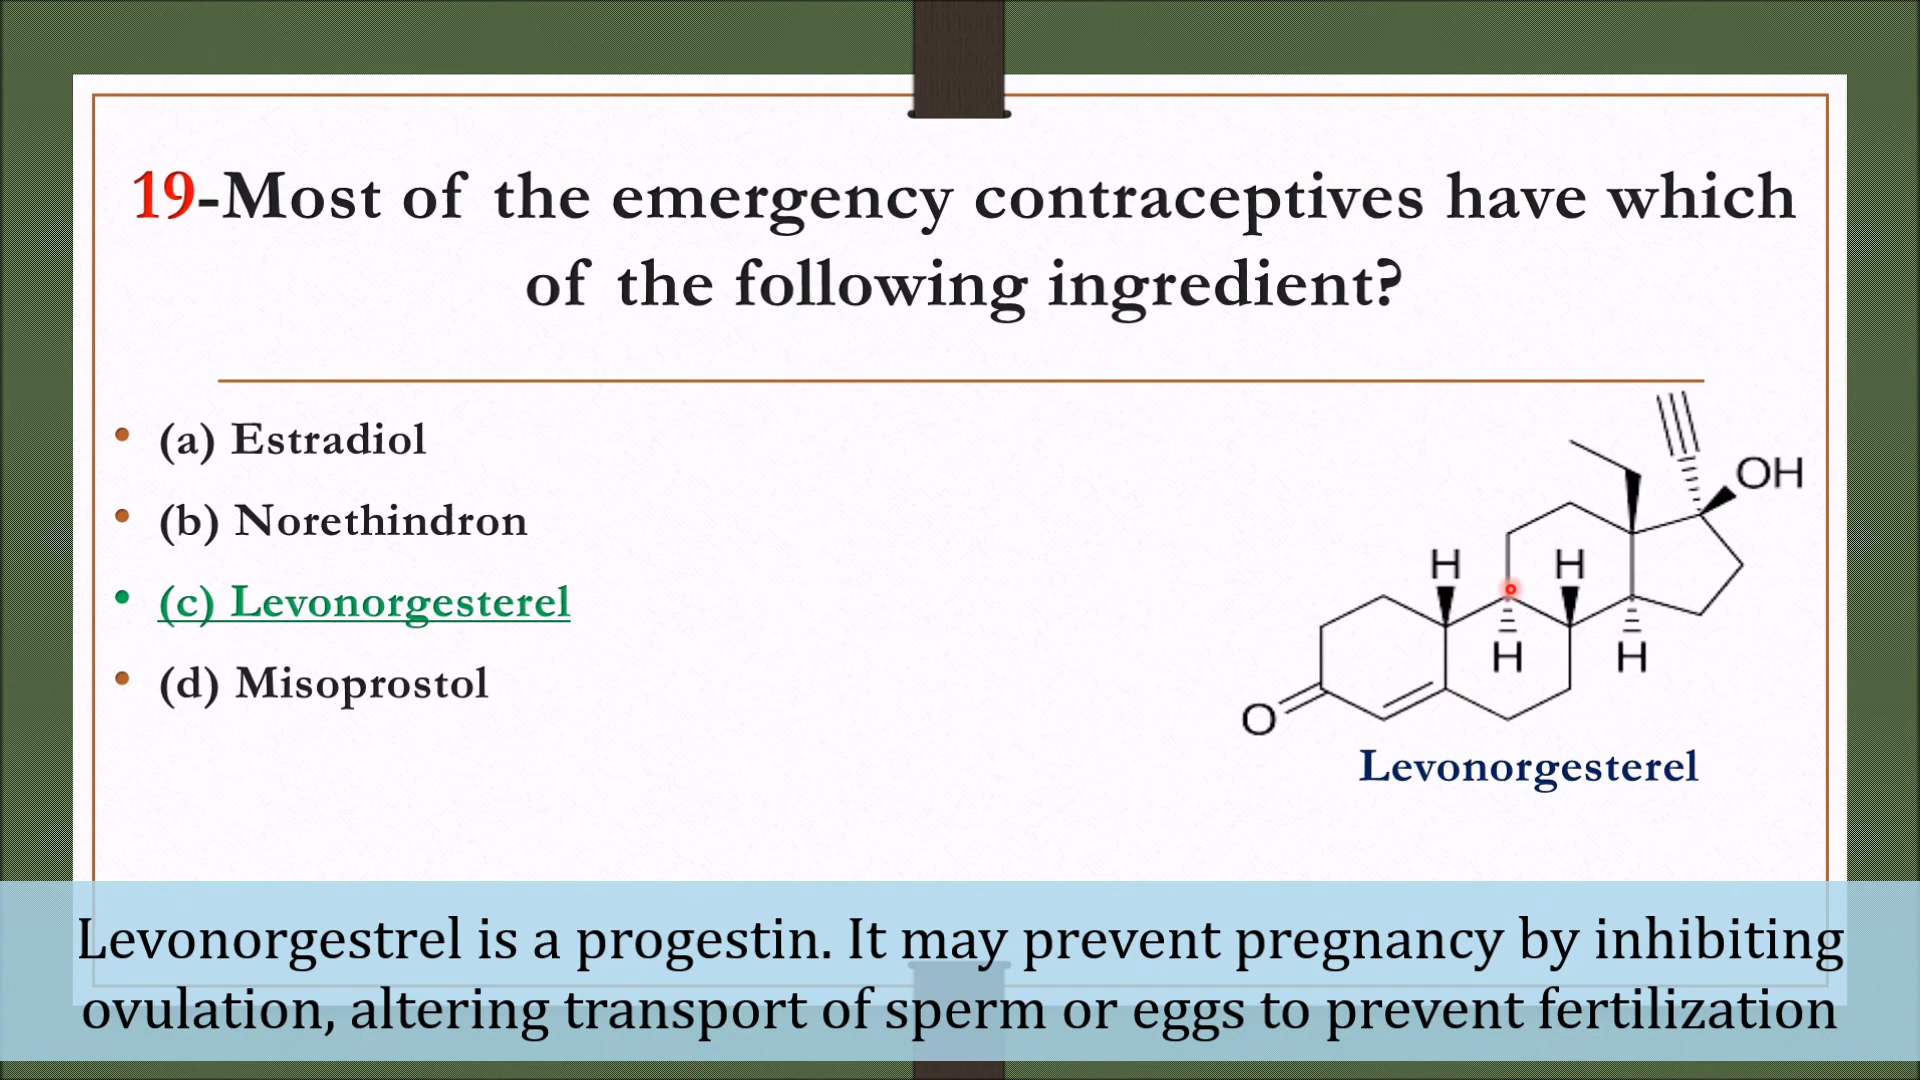 19-Most of the emergency contraceptives have which
of the following ingredient?
(a) Estradiol
(b) Norethindron
(c) Levonorgesterel
(d) Misoprostol
OH
H H
H H
O
Levonorgesterel
Levonorgestrel is a progestin. It may prevent pregnancy by inhibiting
ovulation, altering transport of sperm or eggs to prevent fertilization